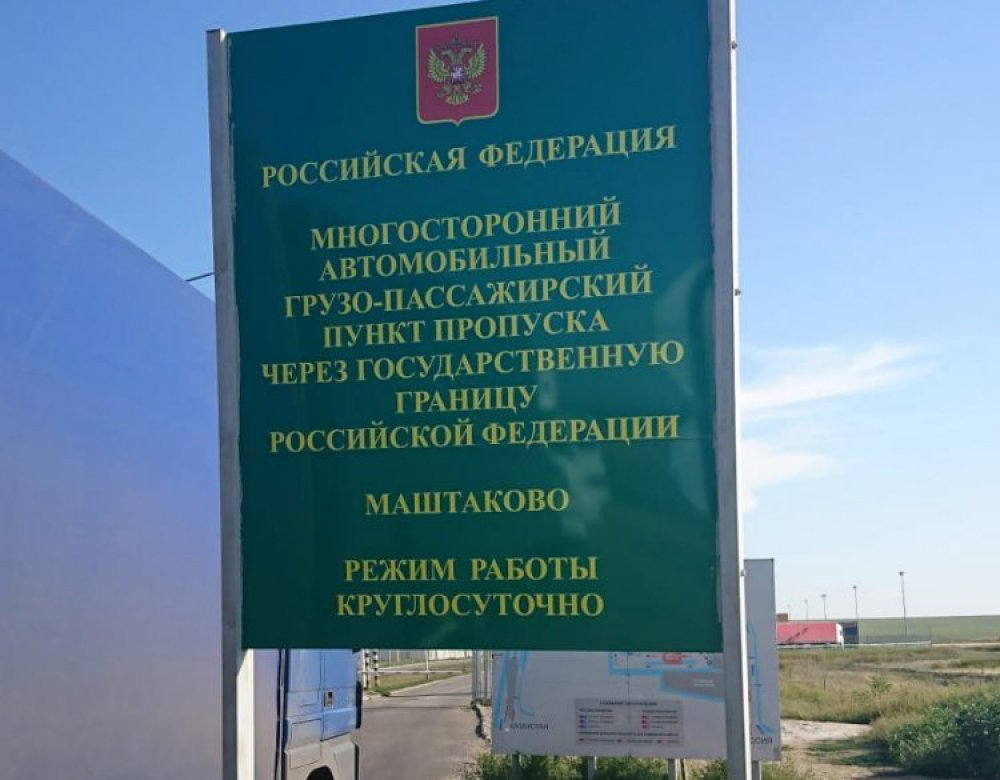 РОССИЙСКАЯ ФЕДЕРАЦИЯ
МНОГОСТОРОННИЙ
АВТОМОБИЛЬНЫЙ
ГРУЗО-ПАССАЖИРСКИЙ
ПУНКТ ПРОПУСКА
ЧЕРЕЗ ГОСУДАРСТВЕННУЮ
ГРАНИЦУ
РОССИЙСКОЙ ФЕДЕРАЦИИ
МАШТАКОВО
РЕЖИМ РАБОТЫ
КРУГЛОСУТОЧНО